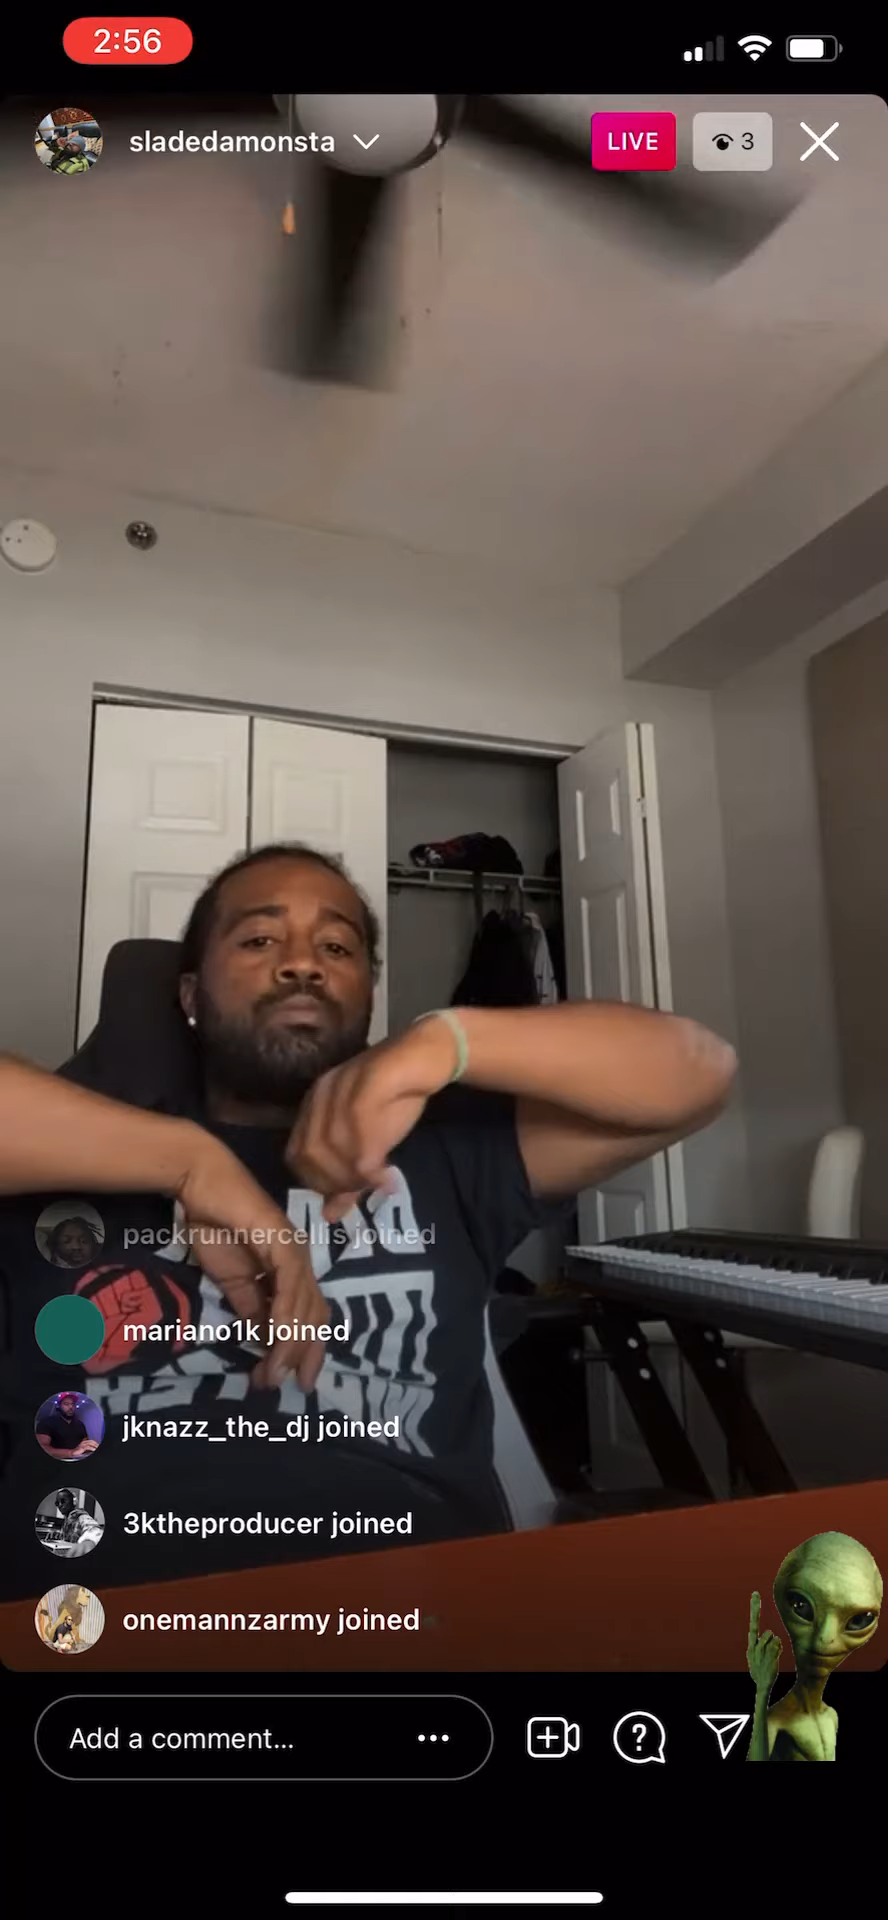 2:56
sladedamonsta
LIVE
3
packrunnercellis joined
mariano1k joined
jknazz_the_dj joined
3ktheproducer joined
onemannzarmy joined
Add a comment...